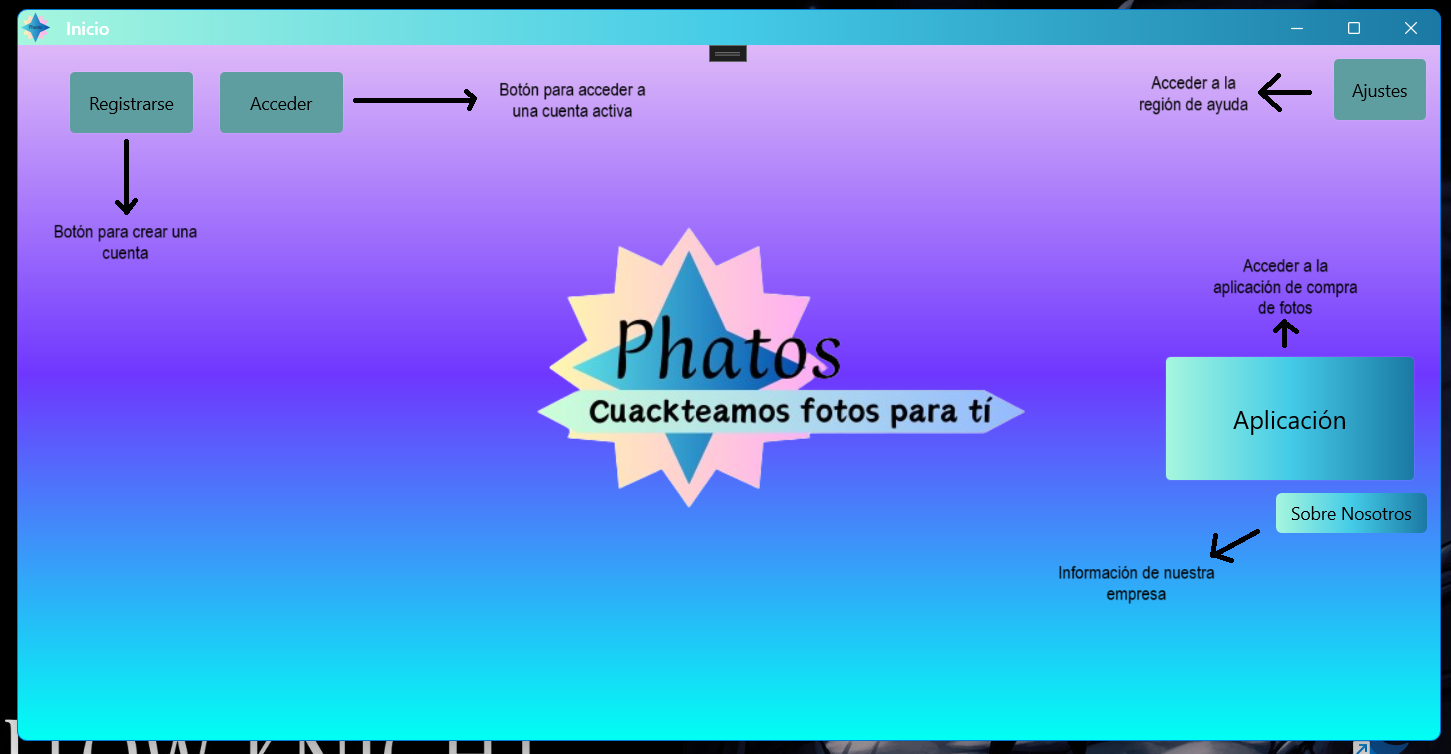 Inicio
Registrarse
Acceder
Botón para acceder a
una cuenta activa
Acceder a la
región de ayuda
Ajustes
Botón para crear una
cuenta
Acceder a la
aplicación de compra
de fotos
Phatos
Cuackteamos fotos para tí
Aplicación
Sobre Nosotros
Información de nuestra
empresa